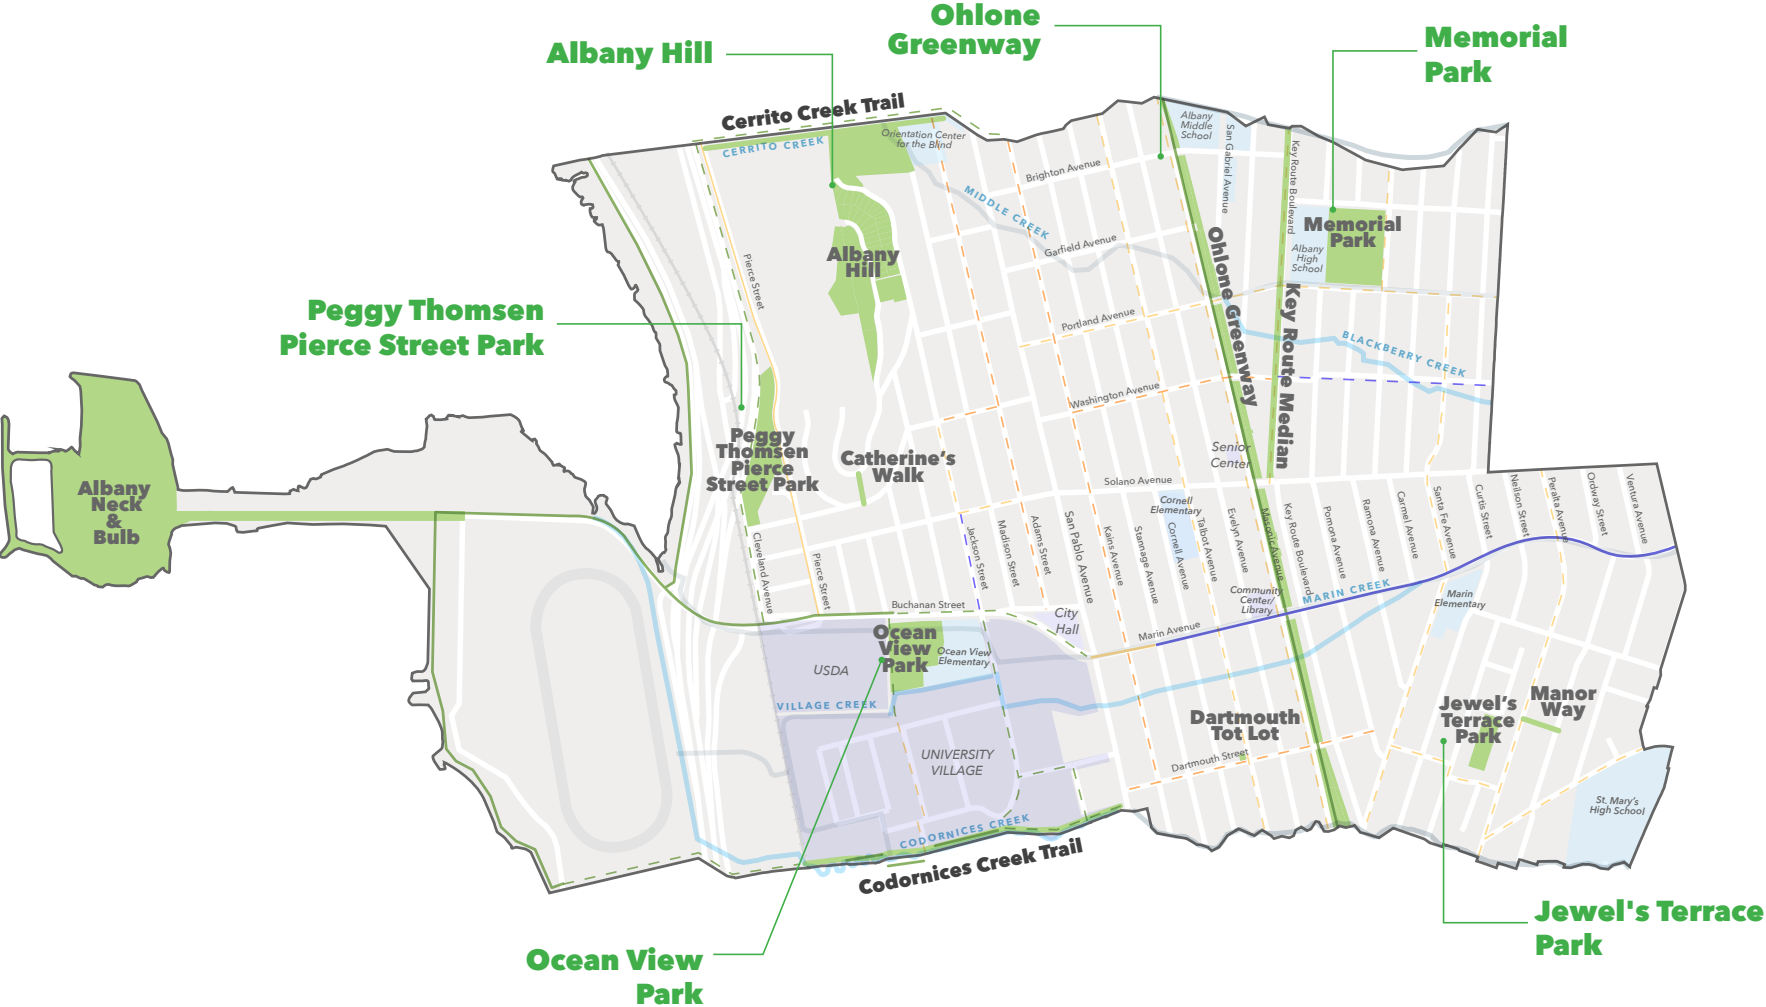 Ohlone
Greenway
Memorial
Park
Albany Hill
Cerrito Creek Trail
CERRITO CREEK
Orientation Center
for the Blind
Albany
Middle
School
San Gabriel Avenue
Key Route Boulevard
Brighton Avenue
MIDDLE CREEK
Garfield Avenue
Memorial
Park
Albany
High
School
Albany
Hill
Pierce Street
Ohlone Greenway
Key Route Median
Peggy Thomsen
Pierce Street Park
Portland Avenue
BLACKBERRY CREEK
Washington Avenue
Peggy
Thomsen
Pierce
Street Park
Catherine's
Walk
Senior
Center
Solano Avenue
Cornell
Elementary
Albany
Neck
&
Bulb
Cleveland Avenue
Pierce Street
Jackson Street
Madison Street
Adams Street
San Pablo Avenue
Kains Avenue
Stannage Avenue
Cornell Avenue
Talbot Avenue
Evelyn Avenue
Masonic Avenue
Key Route Boulevard
Pomona Avenue
Ramona Avenue
Carmel Avenue
Santa Fe Avenue
Curtis Street
Neilson Street
Peralta Avenue
Ordway Street
Ventura Avenue
Buchanan Street
City
Hall
Community
Center/
Library
MARIN CREEK
Marin
Elementary
Marin Avenue
Ocean
View
Park
Ocean View
Elementary
USDA
VILLAGE CREEK
UNIVERSITY
VILLAGE
Dartmouth
Tot Lot
Dartmouth Street
Jewel's
Terrace
Park
Manor
Way
St. Mary's
High School
CODORNICES CREEK
Codornices Creek Trail
Jewel's Terrace
Park
Ocean View
Park